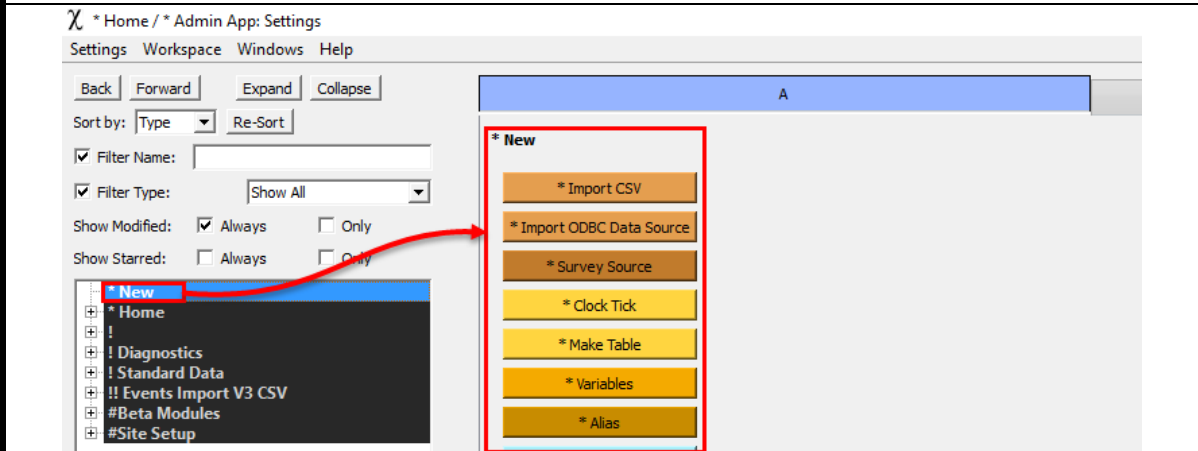 χ * Home / * Admin App: Settings
Settings Workspace Windows Help
Back Forward Expand Collapse
Sort by: Type Re-Sort
Filter Name:
Filter Type: Show All
Show Modified: Always Only
Show Starred: Always Only
* New
* Home
!
! Diagnostics
! Standard Data
!! Events Import V3 CSV
#Beta Modules
#Site Setup
A
* New
* Import CSV
* Import ODBC Data Source
* Survey Source
* Clock Tick
* Make Table
* Variables
* Alias